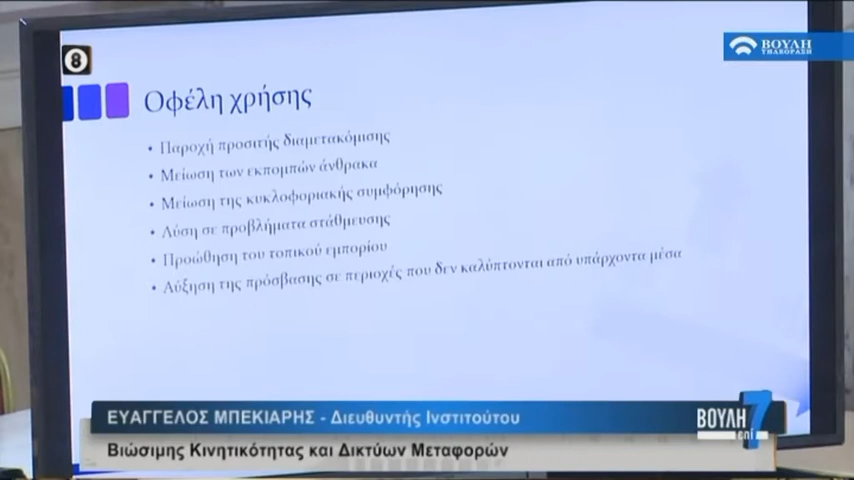 8
ΒΟΥΛΗ
ΤΗΛΕΟΡΑΣΗ
Οφέλη χρήσης
• Παροχή προσιτής διαμετακόμισης
• Μείωση των εκπομπών άνθρακα
• Μείωση της κυκλοφοριακής συμφόρησης
• Λύση σε προβλήματα στάθμευσης
• Προώθηση του τοπικού εμπορίου
• Αύξηση της πρόσβασης σε περιοχές που δεν καλύπτονται από υπάρχοντα μέσα
ΕΥΑΓΓΕΛΟΣ ΜΠΕΚΙΑΡΗΣ - Διευθυντής Ινστιτούτου
Βιώσιμης Κινητικότητας και Δικτύων Μεταφορών
ΒΟΥΛΗ
επί 7